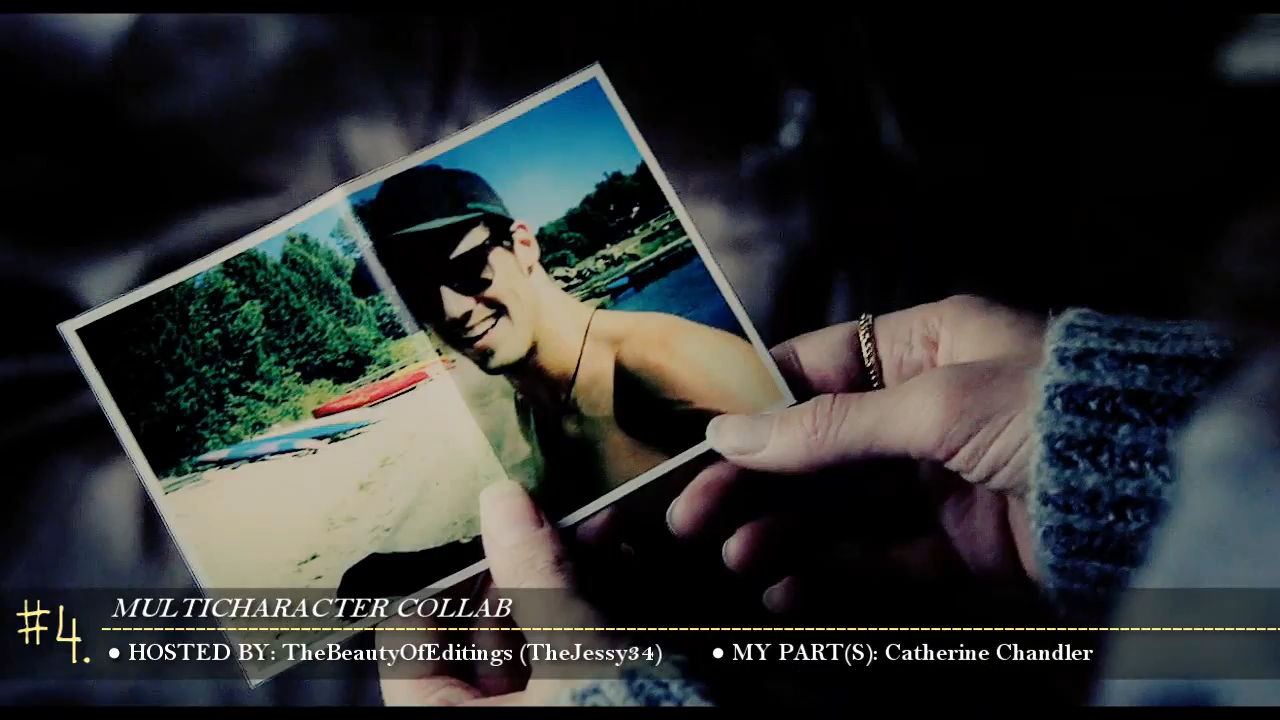 #4.
MULTICHARACTER COLLAB
• HOSTED BY: TheBeautyOfEditings (TheJessy34) • MY PART(S): Catherine Chandler